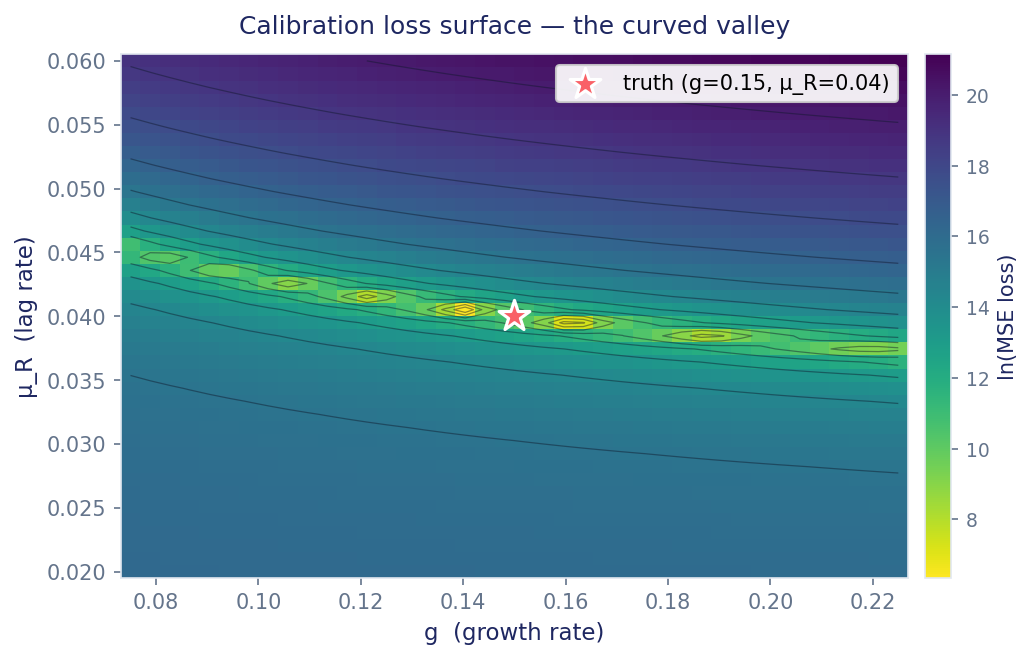 Calibration loss surface — the curved valley
truth (g=0.15, μ_R=0.04)
μ_R (lag rate)
0.060
0.055
0.050
0.045
0.040
0.035
0.030
0.025
0.020
0.08 0.10 0.12 0.14 0.16 0.18 0.20 0.22
g (growth rate)
20
18
16
14
12
10
8
ln(MSE loss)